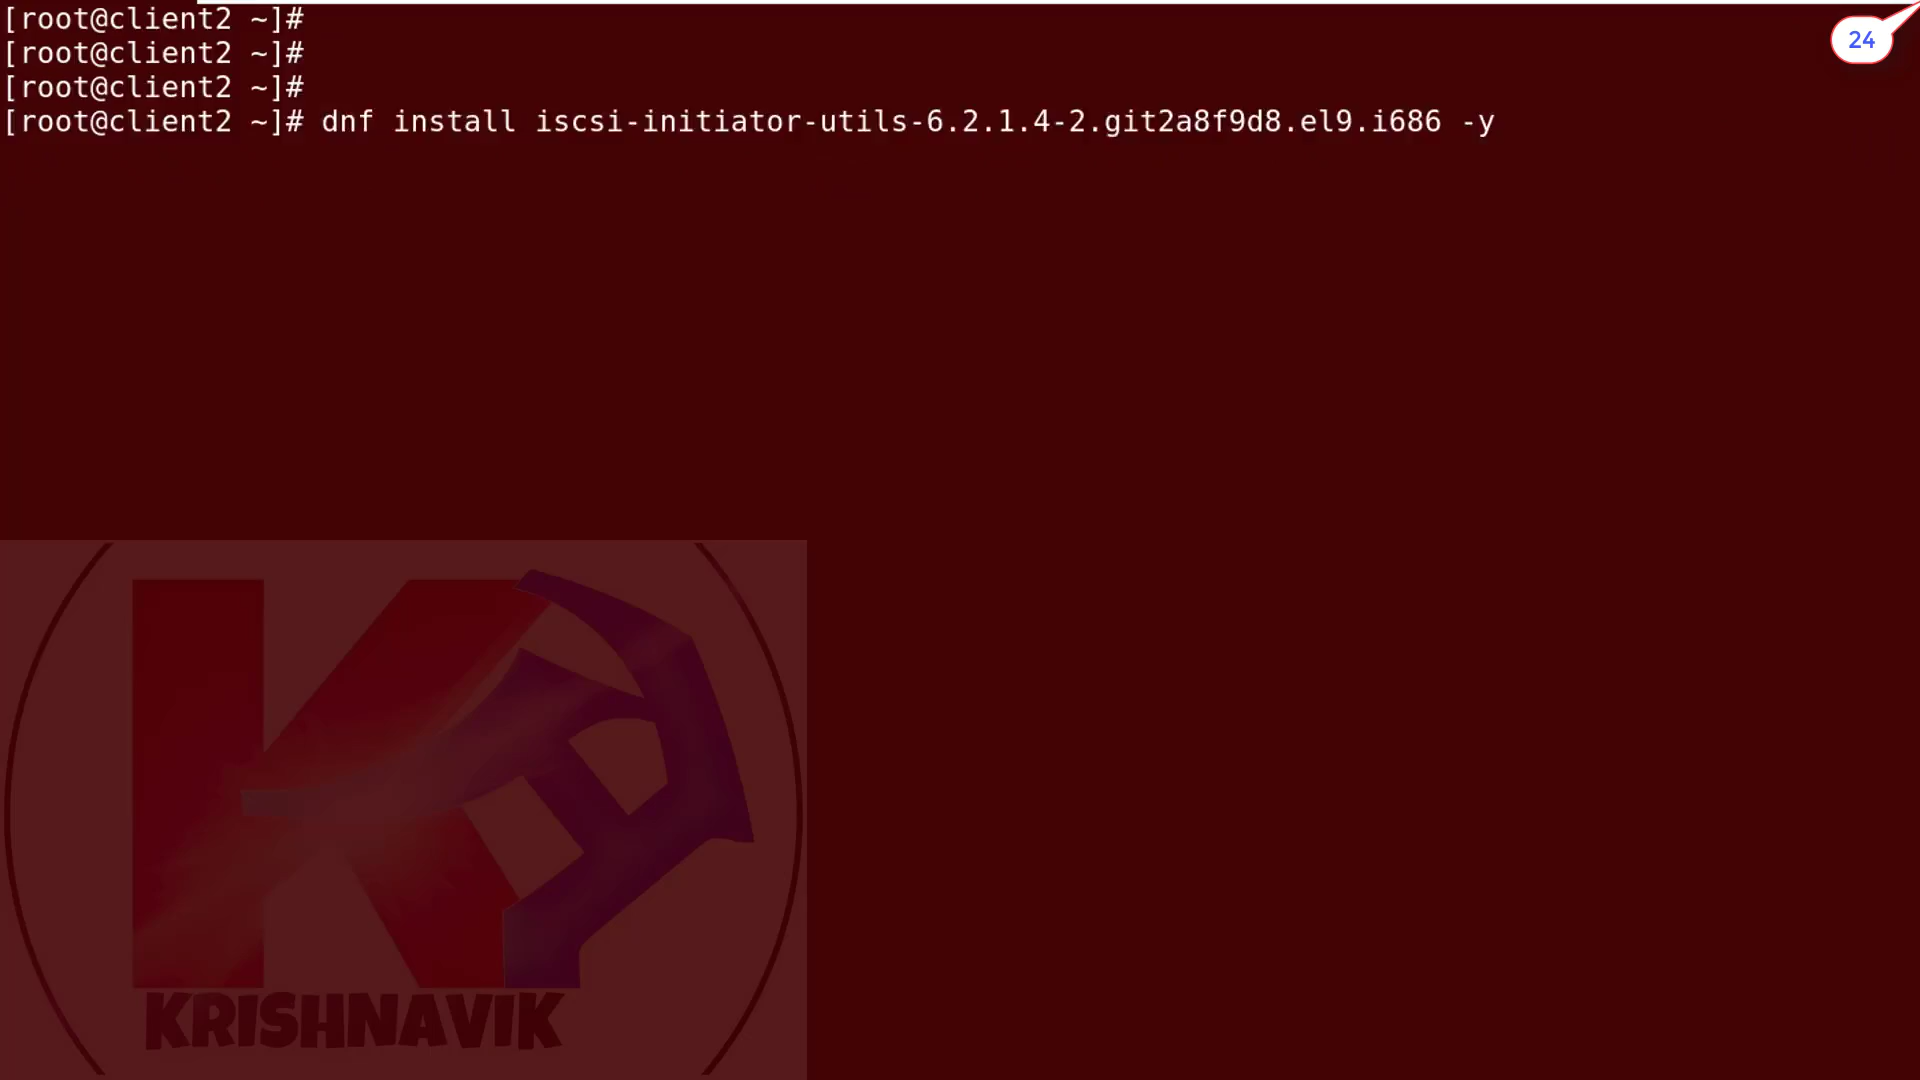 [root@client2 ~]#
[root@client2 ~]#
[root@client2 ~]#
[root@client2 ~]# dnf install iscsi-initiator-utils-6.2.1.4-2.git2a8f9d8.el9.i686 -y
24
KRISHNAVIK